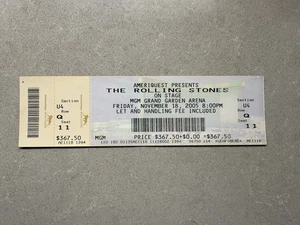 Section
U4
Row
Q
Seat
11
$367.50
AMERIQUEST PRESENTS
THE ROLLING STONES
ON STAGE
MGM GRAND GARDEN ARENA
FRIDAY, NOVEMBER 18, 2005 8:00PM
LET AND HANDLING FEE INCLUDED
MGM PRICE $367.50+$0.00 =$367.50
Section
U4
Row
Q
Seat
11